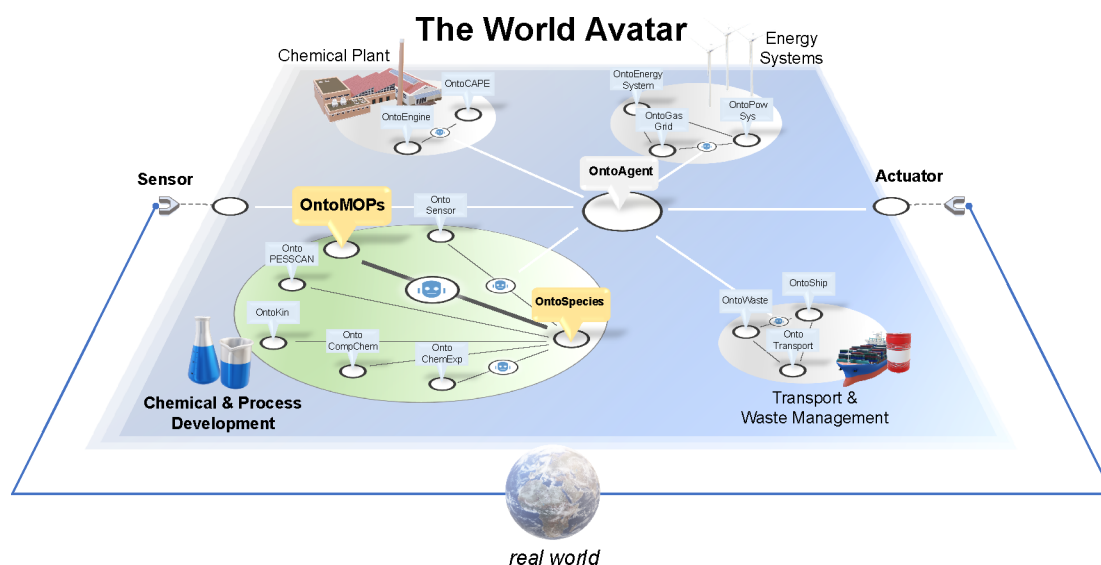 The World Avatar
Chemical Plant
Energy
Systems
OntoCAPE
OntoEngine
OntoEnergy
System
OntoPow
Sys
OntoGas
Grid
OntoAgent
Sensor
Actuator
OntoMOPs
Onto
Sensor
Onto
PESSCAN
OntoSpecies
OntoKin
Onto
CompChem
Onto
ChemExp
OntoShip
OntoWaste
Onto
Transport
Chemical & Process
Development
Transport &
Waste Management
real world